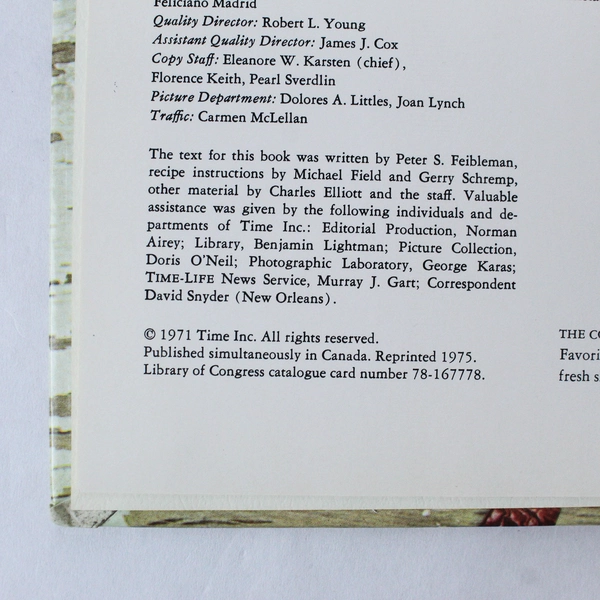 Feliciano Madrid
Quality Director: Robert L. Young
Assistant Quality Director: James J. Cox
Copy Staff: Eleanore W. Karsten (chief),
Florence Keith, Pearl Sverdlin
Picture Department: Dolores A. Littles, Joan Lynch
Traffic: Carmen McLellan
The text for this book was written by Peter S. Feibleman,
recipe instructions by Michael Field and Gerry Schremp,
other material by Charles Elliott and the staff. Valuable
assistance was given by the following individuals and de-
partments of Time Inc.: Editorial Production, Norman
Airey; Library, Benjamin Lightman; Picture Collection,
Doris O'Neil; Photographic Laboratory, George Karas;
TIME-LIFE News Service, Murray J. Gart; Correspondent
David Snyder (New Orleans).
© 1971 Time Inc. All rights reserved.
Published simultaneously in Canada. Reprinted 1975.
Library of Congress catalogue card number 78-167778.
THE CO
Favori
fresh s